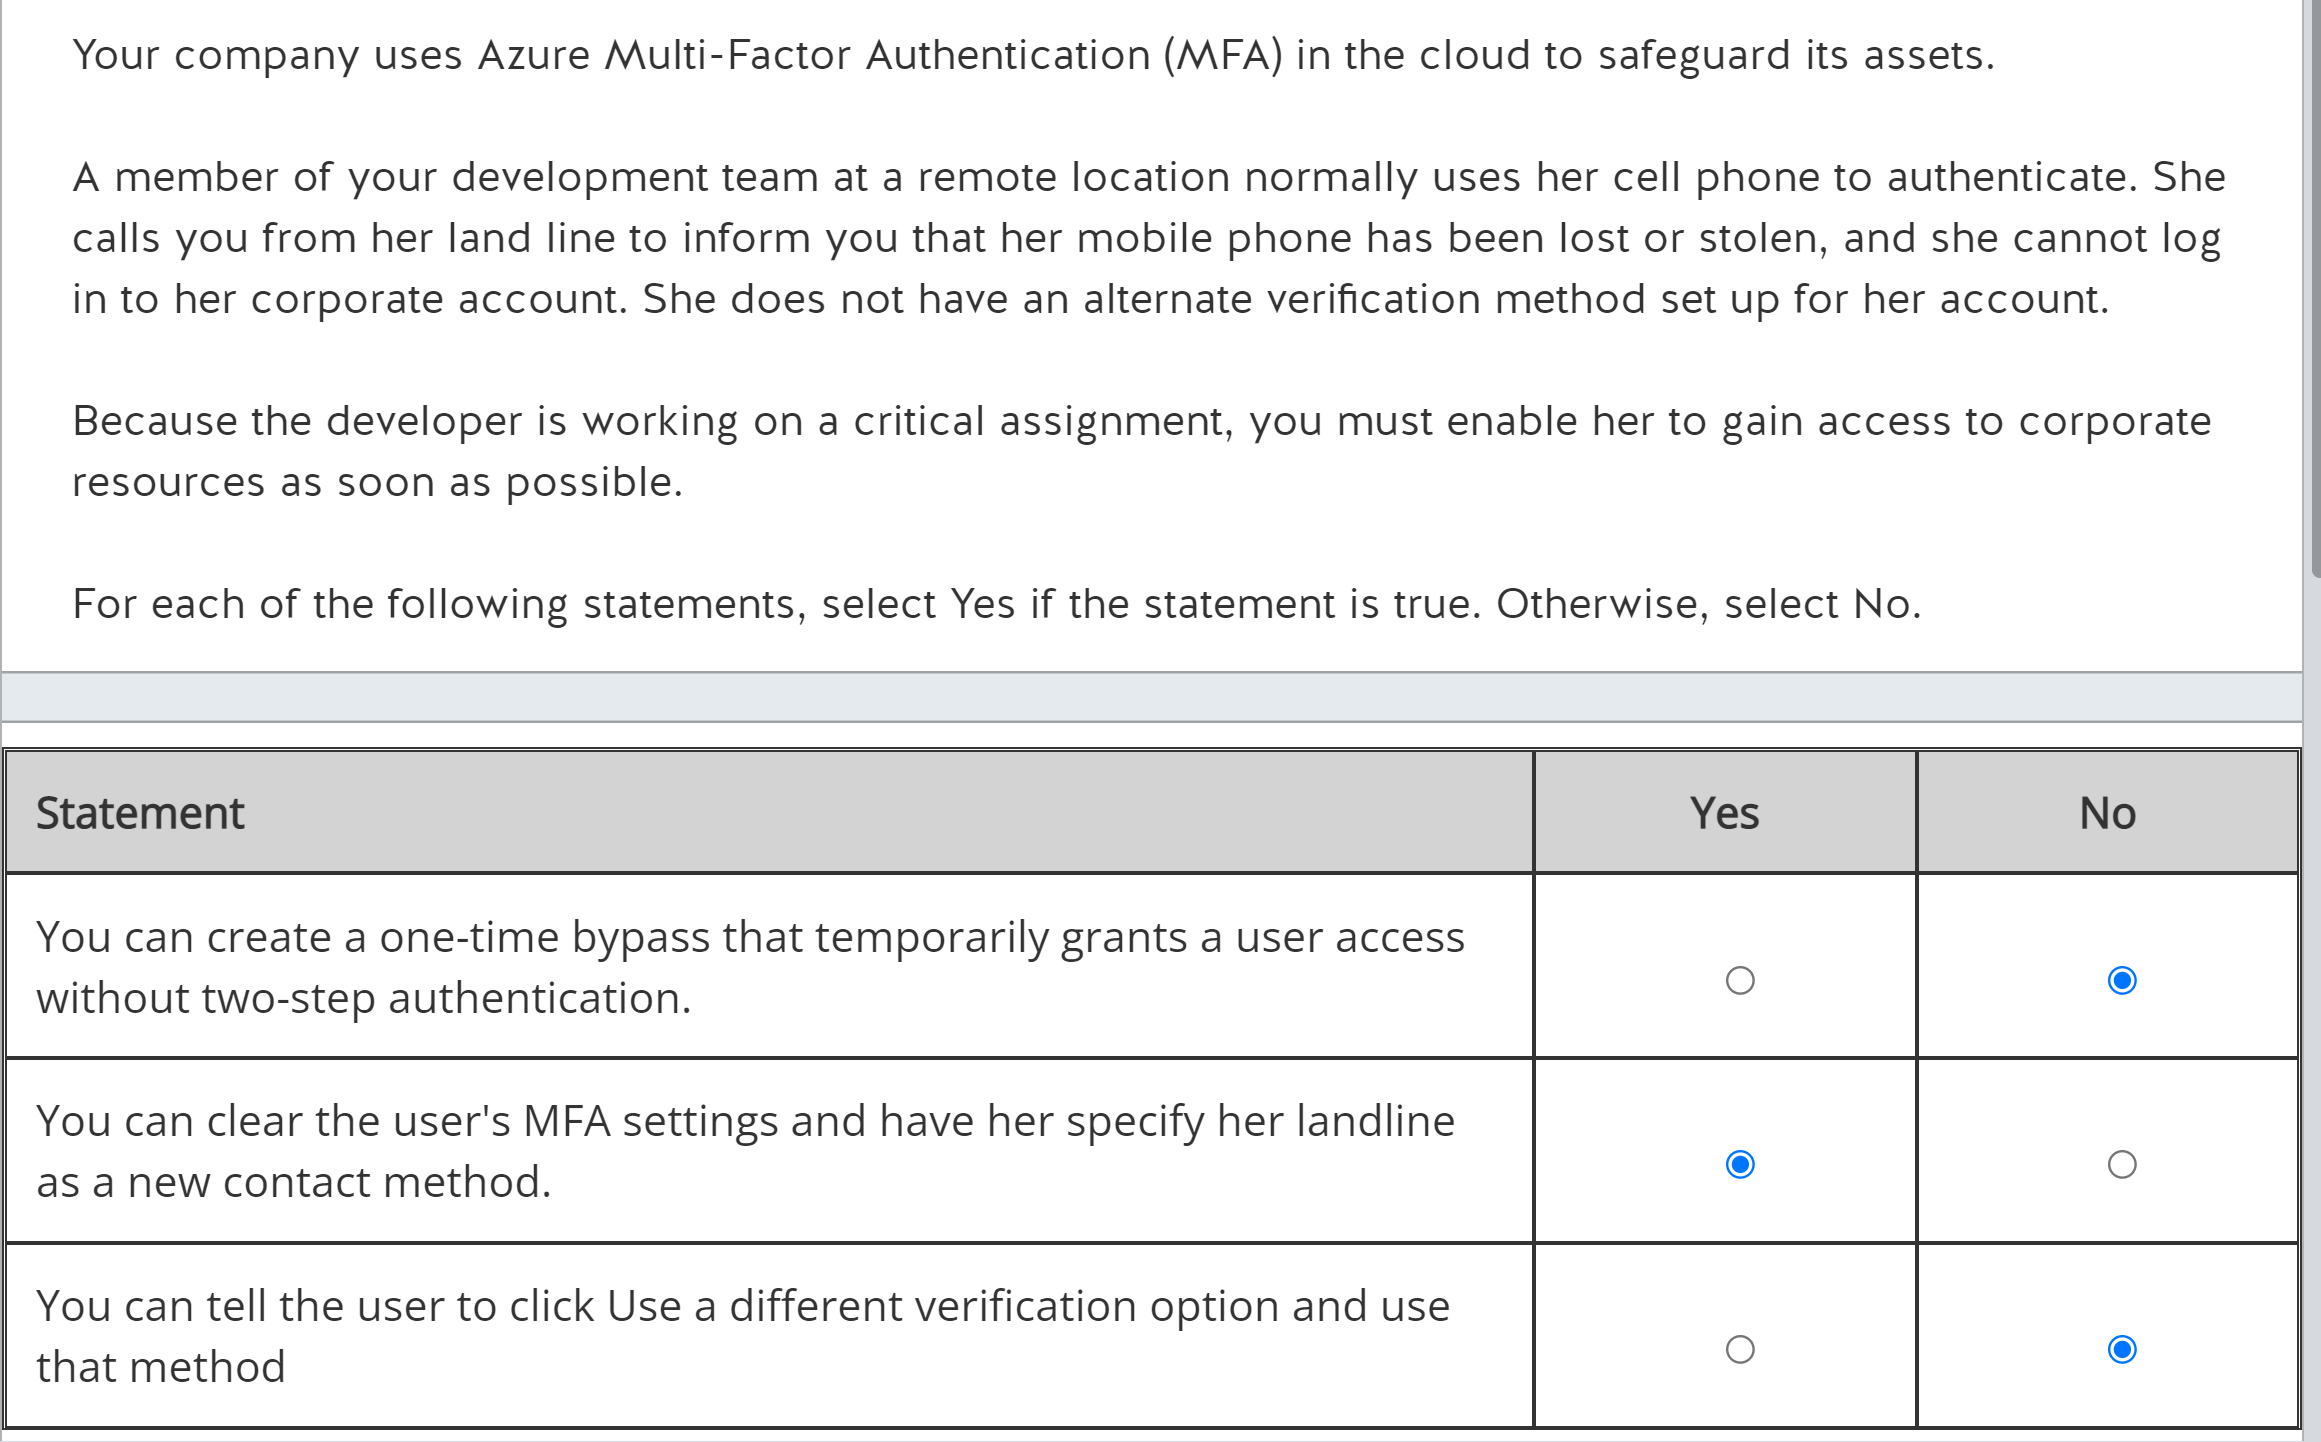 Your company uses Azure Multi-Factor Authentication (MFA) in the cloud to safeguard its assets.
A member of your development team at a remote location normally uses her cell phone to authenticate. She
calls you from her land line to inform you that her mobile phone has been lost or stolen, and she cannot log
in to her corporate account. She does not have an alternate verification method set up for her account.
Because the developer is working on a critical assignment, you must enable her to gain access to corporate
resources as soon as possible.
For each of the following statements, select Yes if the statement is true. Otherwise, select No.
Statement Yes No
You can create a one-time bypass that temporarily grants a user access
without two-step authentication.
You can clear the user's MFA settings and have her specify her landline
as a new contact method.
You can tell the user to click Use a different verification option and use
that method